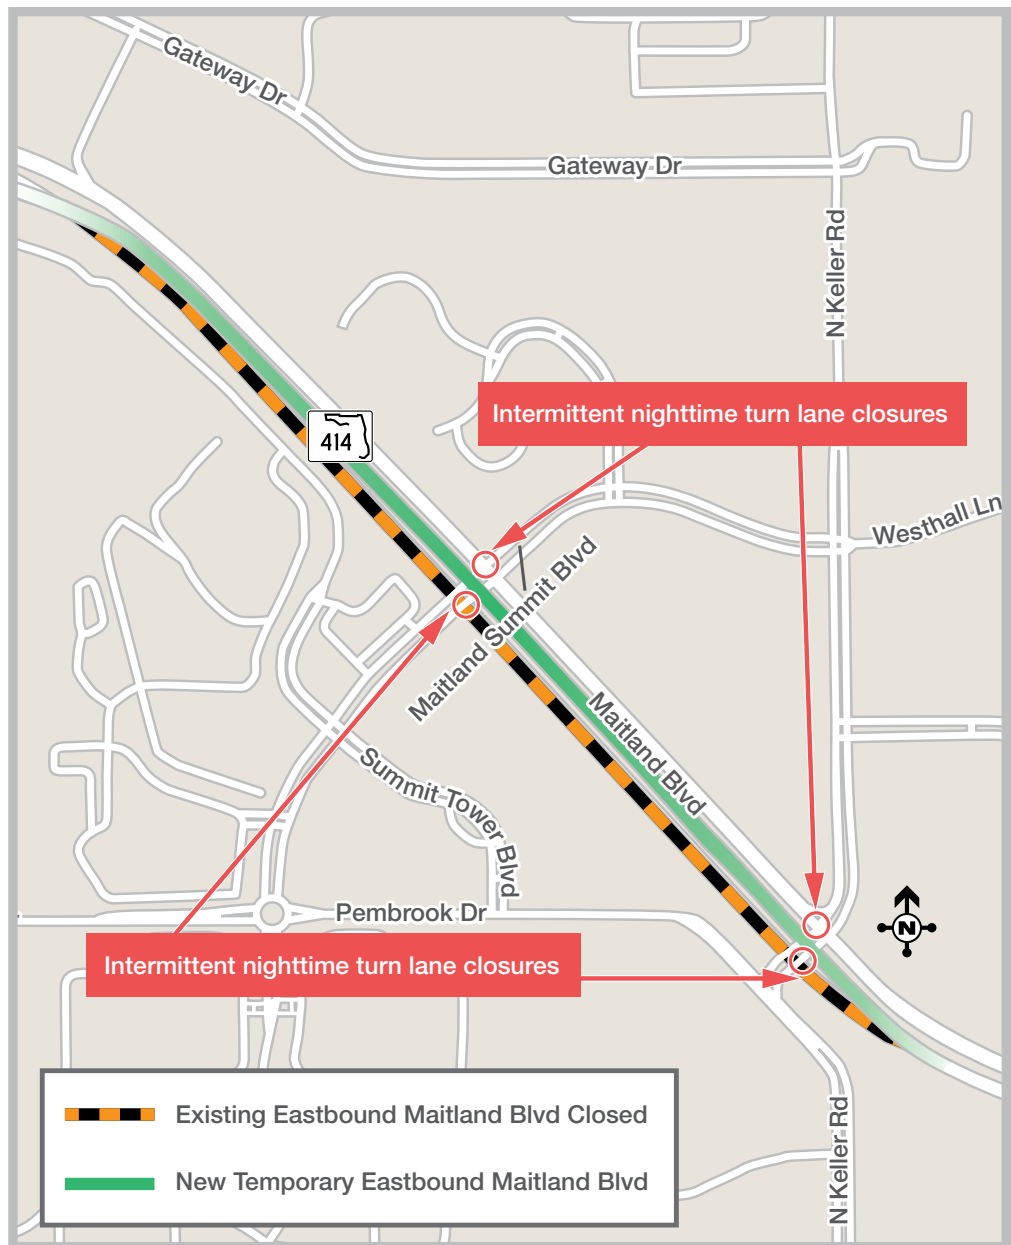 Gateway Dr
Gateway Dr
N Keller Rd
Intermittent nighttime turn lane closures
414
Westhall Ln
Maitland Summit Blvd
Maitland Blvd
Summit Tower Blvd
Pembrook Dr
N
Intermittent nighttime turn lane closures
Existing Eastbound Maitland Blvd Closed
New Temporary Eastbound Maitland Blvd
N Keller Rd